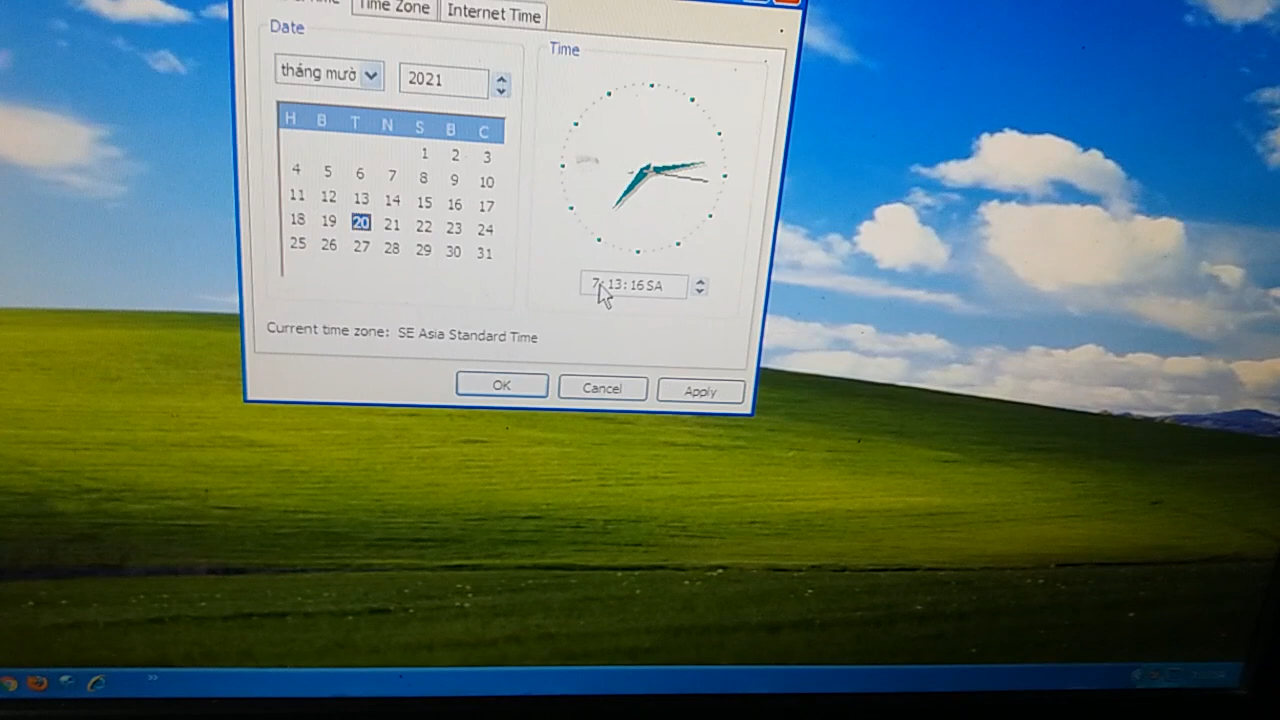 Time Zone
Internet Time
Date
Time
tháng mườ
2021
H B T N S B C
1 2 3
4 5 6 7 8 9 10
11 12 13 14 15 16 17
18 19 20 21 22 23 24
25 26 27 28 29 30 31
7:13:16 SA
Current time zone: SE Asia Standard Time
OK
Cancel
Apply